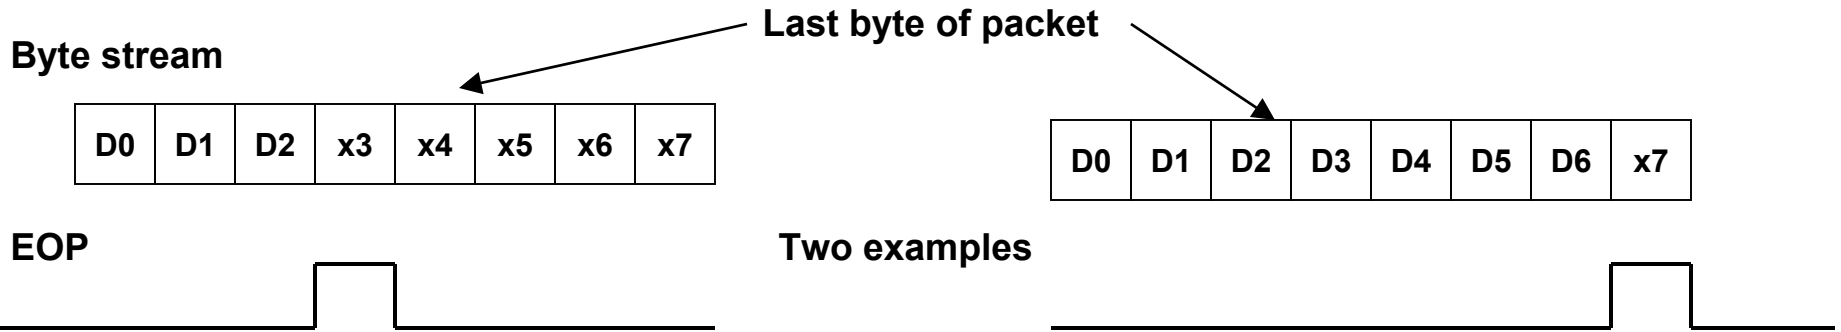 Last byte of packet
Byte stream
D0 D1 D2 x3 x4 x5 x6 x7
D0 D1 D2 D3 D4 D5 D6 x7
EOP
Two examples